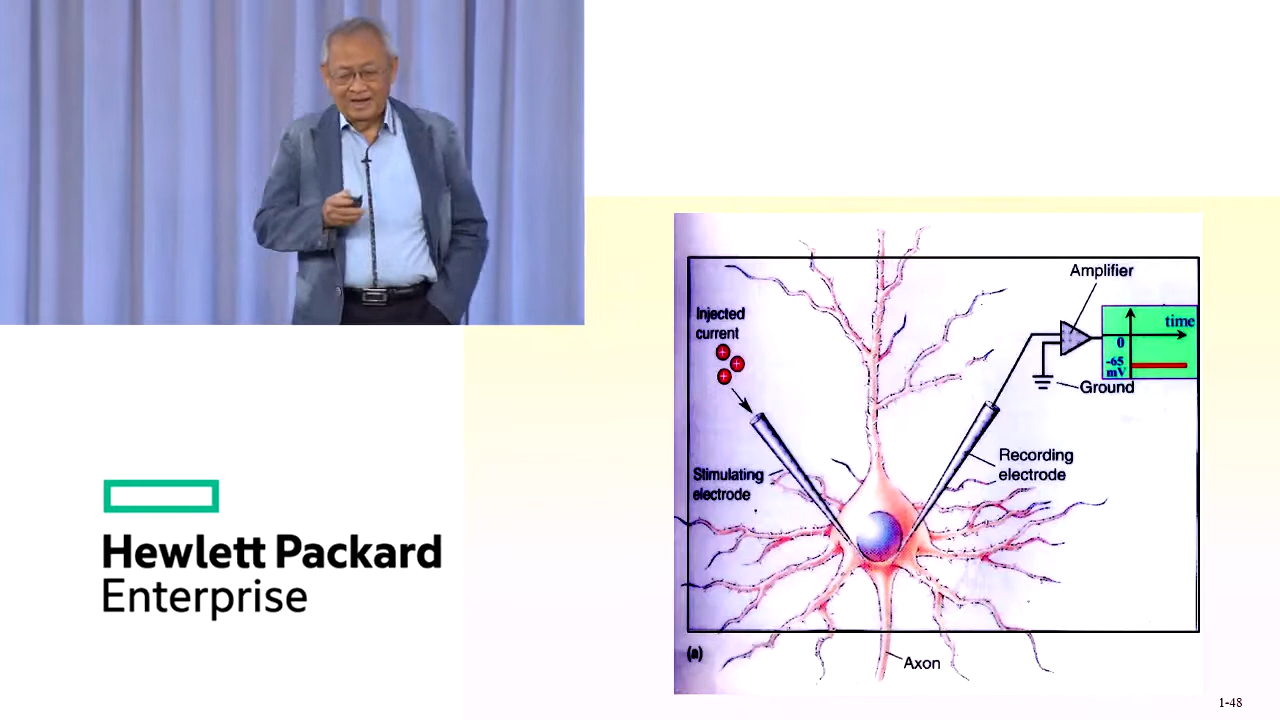 Hewlett Packard
Enterprise
Amplifier
Injected
current
time
0
-65
mV
Ground
Recording
electrode
Stimulating
electrode
(a)
Axon
1-48